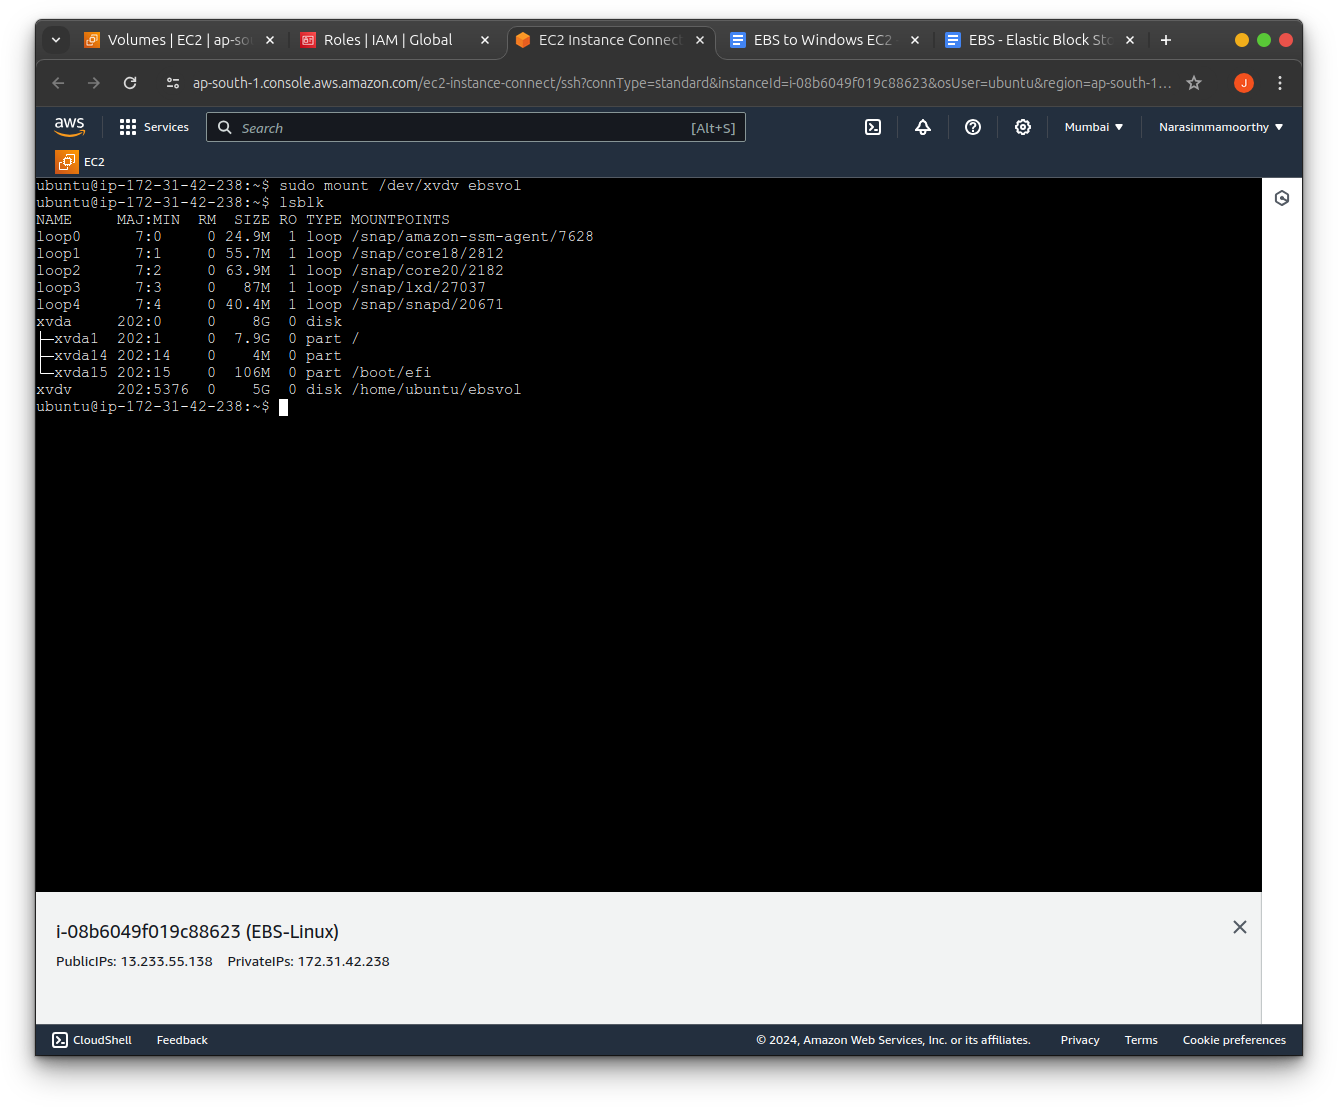 Volumes | EC2 | ap-so
Roles | IAM | Global
EC2 Instance Connect
EBS to Windows EC2
EBS - Elastic Block Sto
ap-south-1.console.aws.amazon.com/ec2-instance-connect/ssh?connType=standard&instanceId=i-08b6049f019c88623&osUser=ubuntu&region=ap-south-1...
J
aws
Services
Search
[Alt+S]
Mumbai
Narasimmamoorthy
EC2
ubuntu@ip-172-31-42-238:~$ sudo mount /dev/xvdv ebsvol
ubuntu@ip-172-31-42-238:~$ lsblk
NAME     MAJ:MIN  RM  SIZE RO TYPE MOUNTPOINTS
loop0      7:0     0 24.9M  1 loop /snap/amazon-ssm-agent/7628
loop1      7:1     0 55.7M  1 loop /snap/core18/2812
loop2      7:2     0 63.9M  1 loop /snap/core20/2182
loop3      7:3     0   87M  1 loop /snap/lxd/27037
loop4      7:4     0 40.4M  1 loop /snap/snapd/20671
xvda     202:0     0    8G  0 disk
├─xvda1  202:1     0  7.9G  0 part /
├─xvda14 202:14    0    4M  0 part
└─xvda15 202:15    0  106M  0 part /boot/efi
xvdv     202:5376  0    5G  0 disk /home/ubuntu/ebsvol
ubuntu@ip-172-31-42-238:~$
i-08b6049f019c88623 (EBS-Linux)
PublicIPs: 13.233.55.138 PrivateIPs: 172.31.42.238
CloudShell Feedback © 2024, Amazon Web Services, Inc. or its affiliates. Privacy Terms Cookie preferences